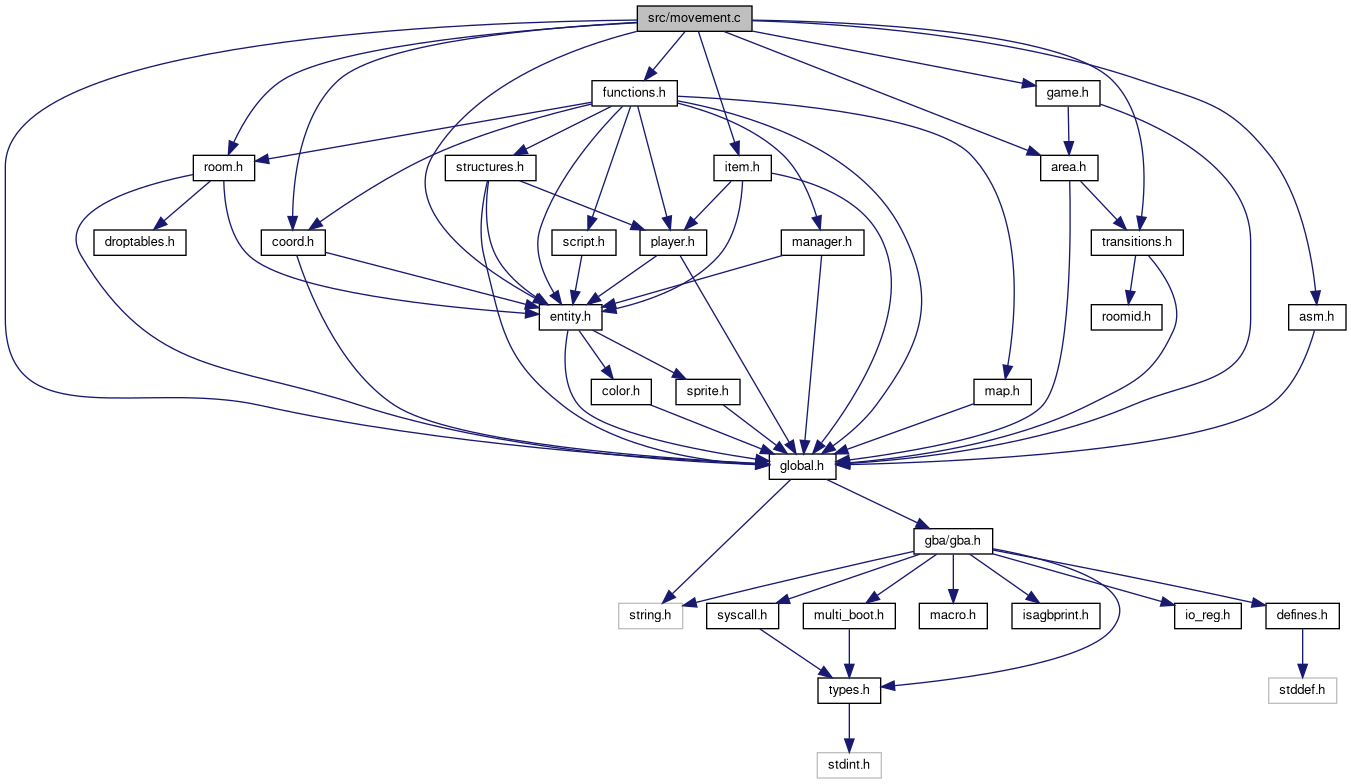 src/movement.c
functions.h
game.h
room.h
structures.h
item.h
area.h
droptables.h
coord.h
script.h
player.h
manager.h
transitions.h
entity.h
roomid.h
asm.h
color.h
sprite.h
map.h
global.h
gba/gba.h
string.h
syscall.h
multi_boot.h
macro.h
isagbprint.h
io_reg.h
defines.h
types.h
stddef.h
stdint.h